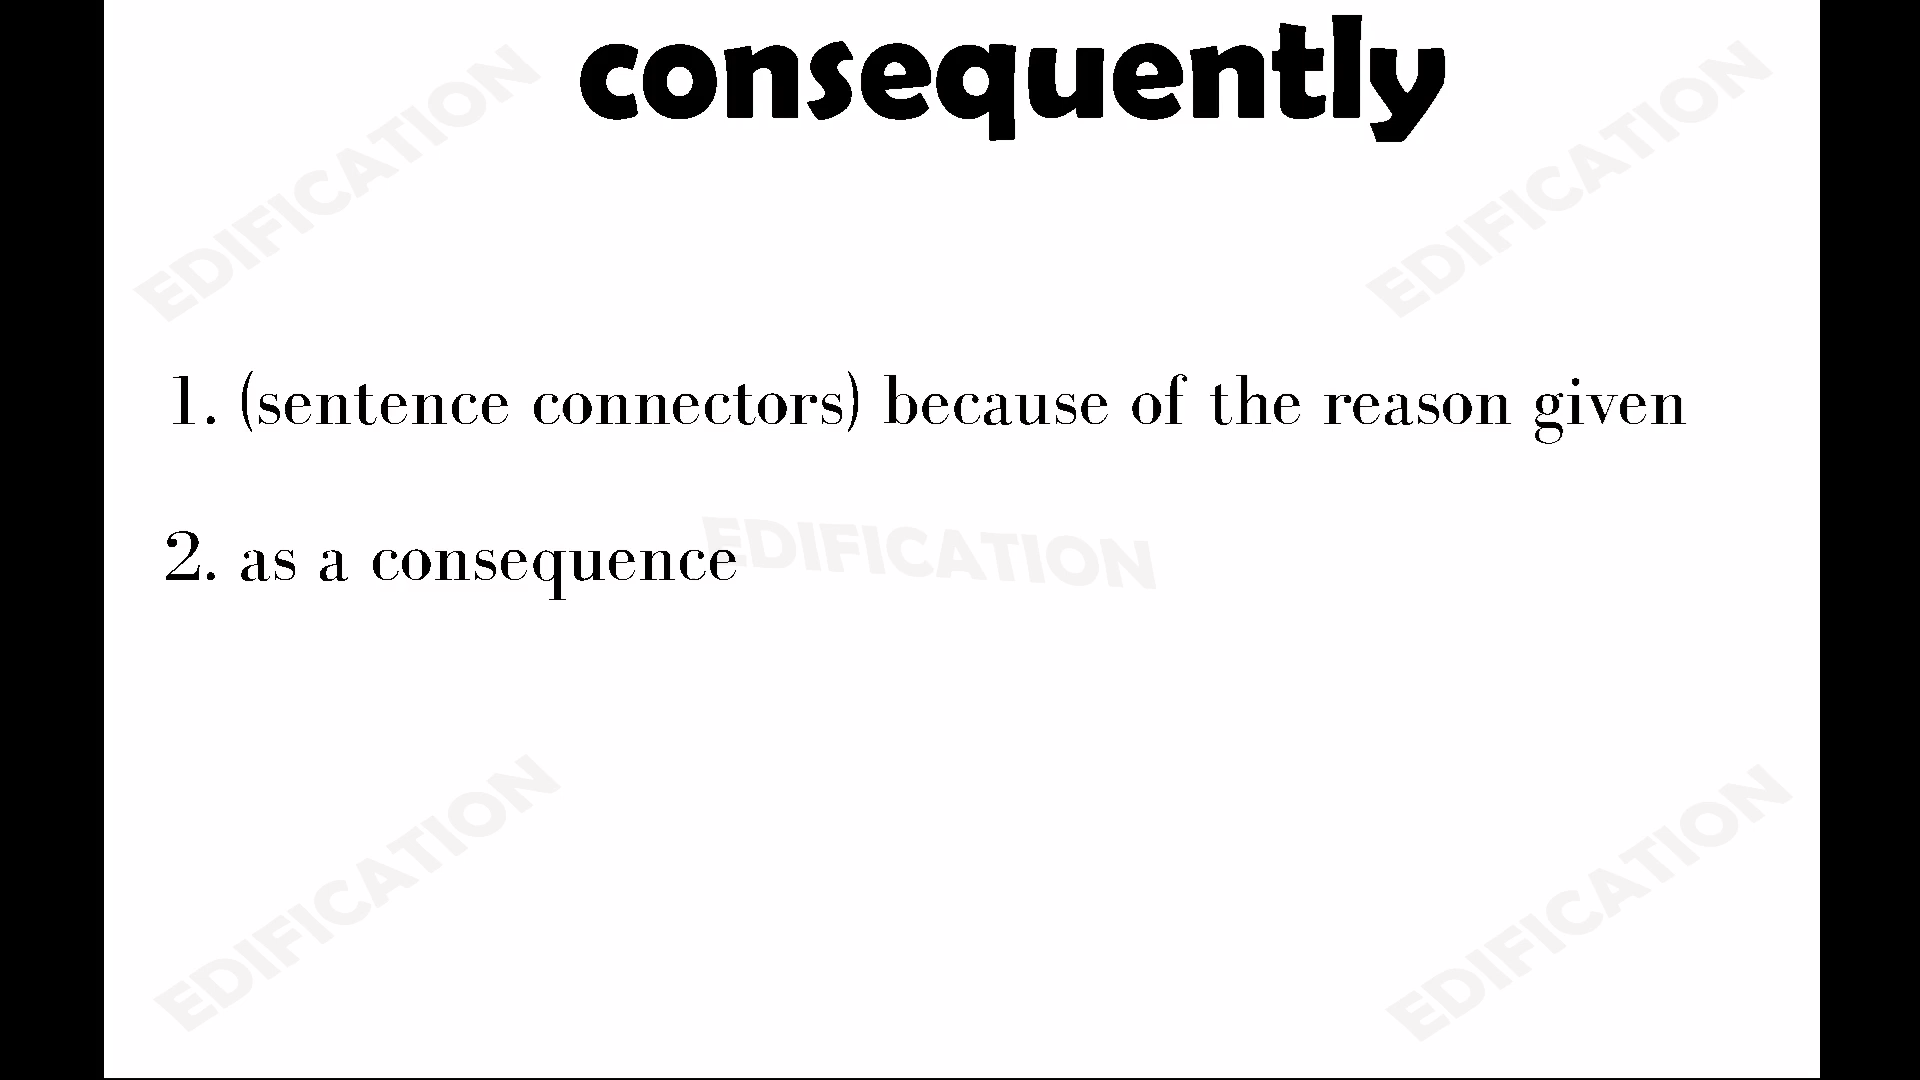 consequently
EDIFICATION
EDIFICATION
1. (sentence connectors) because of the reason given
2. as a consequence
EDIFICATION
EDIFICATION
EDIFICATION